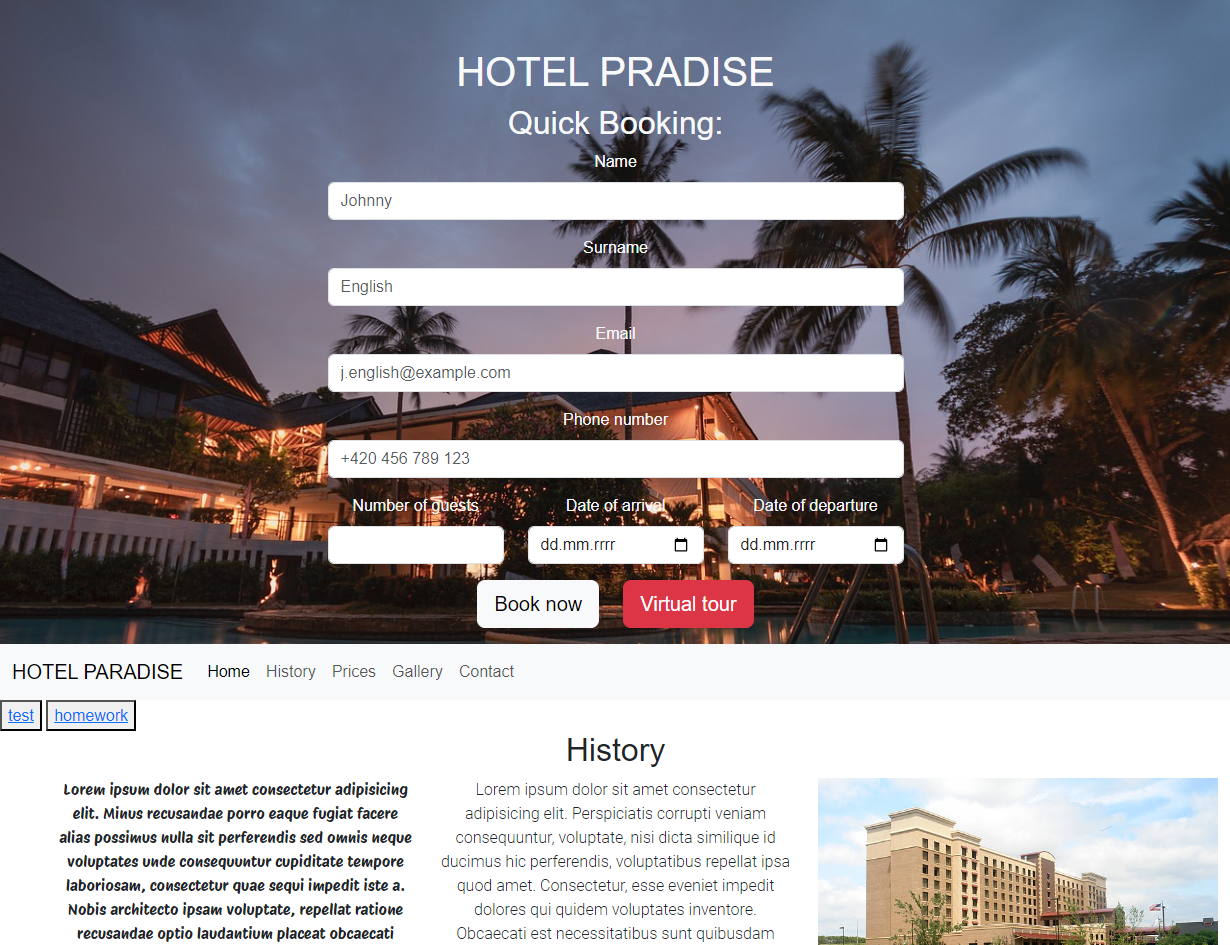 HOTEL PRADISE
Quick Booking:
Name
Johnny
Surname
English
Email
j.english@example.com
Phone number
+420 456 789 123
Number of guests Date of arrival Date of departure
dd.mm.rrrr dd.mm.rrrr
Book now Virtual tour
HOTEL PARADISE Home History Prices Gallery Contact
test homework
History
Lorem ipsum dolor sit amet consectetur adipisicing
elit. Minus recusandae porro eaque fugiat facere
alias possimus nulla sit perferendis sed omnis neque
voluptates unde consequuntur cupiditate tempore
laboriosam, consectetur quae sequi impedit iste a.
Nobis architecto ipsam voluptate, repellat ratione
recusandae optio laudantium placeat obcaecati
Lorem ipsum dolor sit amet consectetur
adipisicing elit. Perspiciatis corrupti veniam
consequuntur, voluptate, nisi dicta similique id
ducimus hic perferendis, voluptatibus repellat ipsa
quod amet. Consectetur, esse eveniet impedit
dolores qui quidem voluptates inventore.
Obcaecati est necessitatibus sunt quibusdam